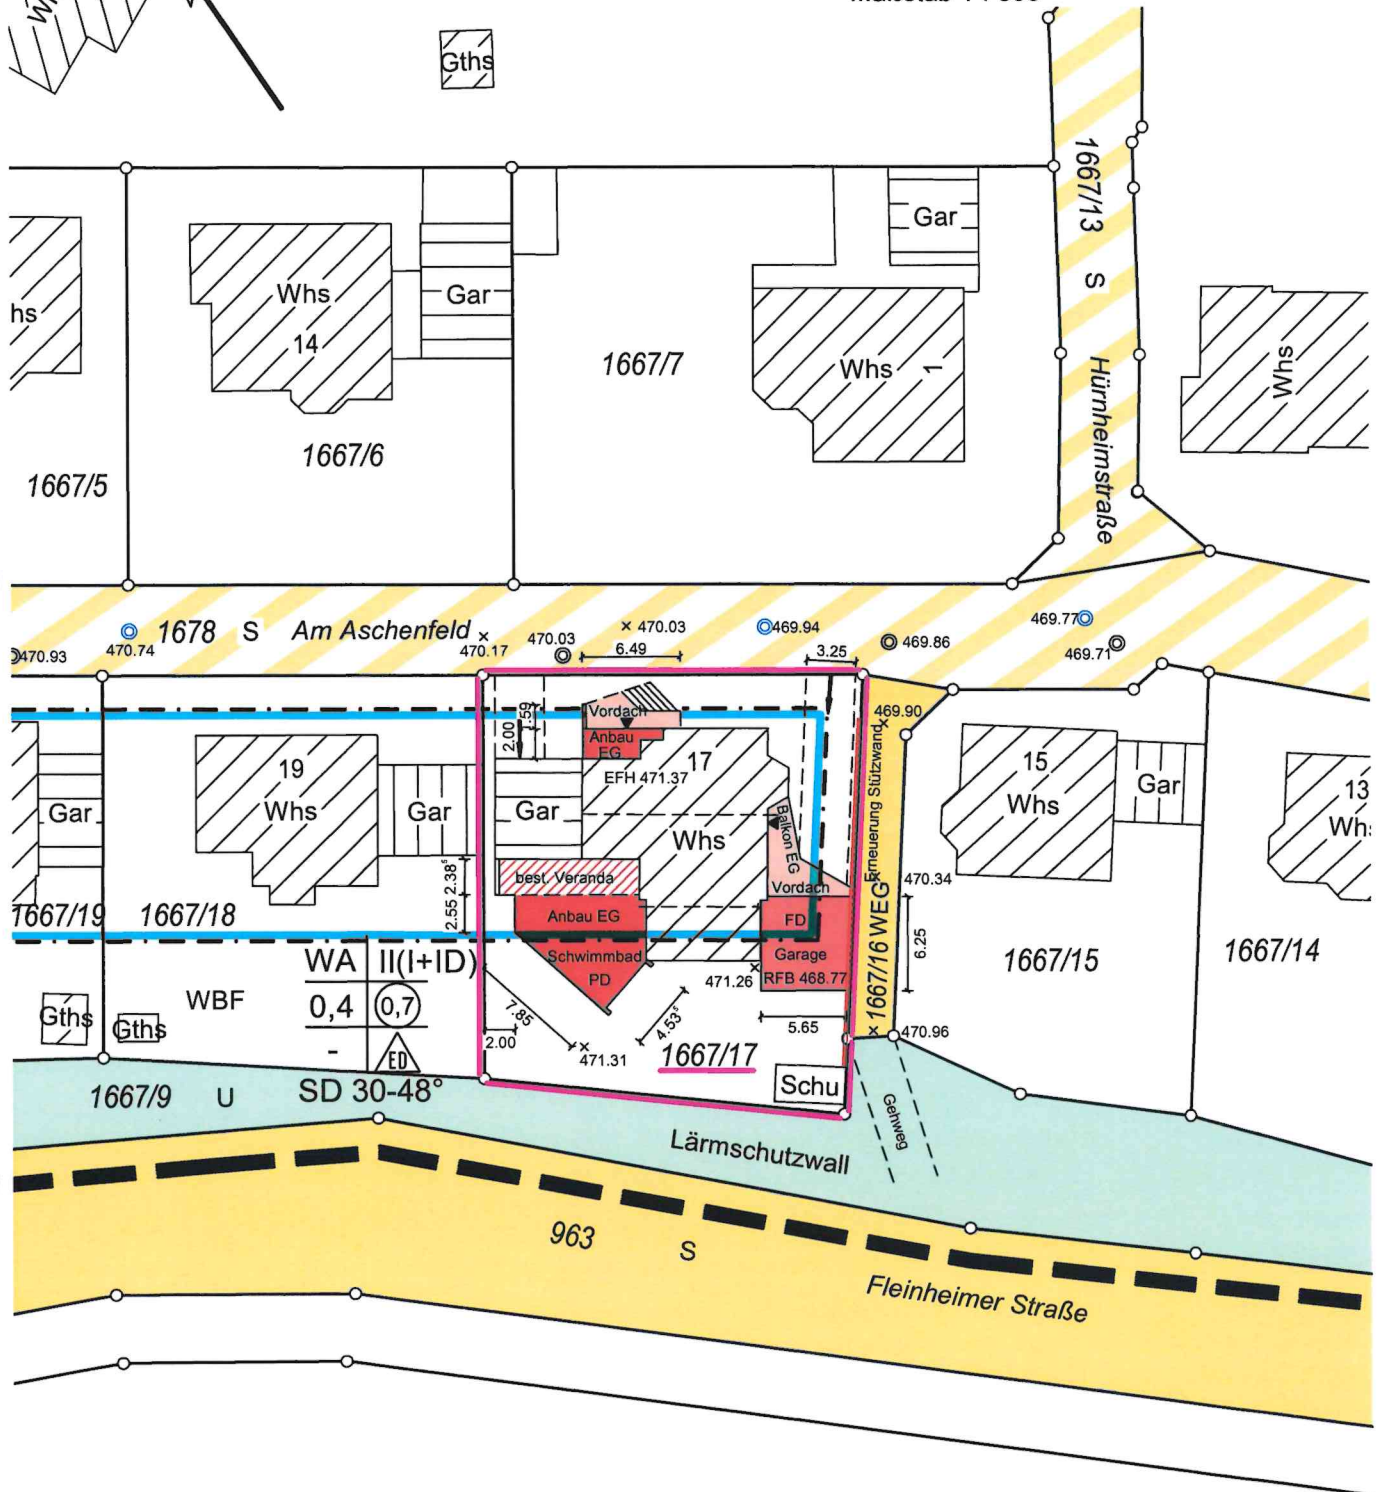 Gths
1667/13
S
Gar
Whs
14
Gar
hs
1667/7
Whs
1
Whs
Hürnheimstraße
1667/6
1667/5
1678 S Am Aschenfeld
470.93
470.74
470.17
470.03
470.03
6.49
469.94
3.25
469.86
469.77
469.71
Vordach
1.59
2.00
Anbau
EG
EFH 471.37
17
Whs
469.90
Erneuerung Stützwand
19
Whs
Gar
Gar
Gar
Balkon EG
15
Whs
Gar
13
best. Veranda
2.38⁵
2.55
Vordach
470.34
1667/19
1667/18
Anbau EG
FD
Garage
RFB 468.77
6.25
1667/16 WEG
1667/15
1667/14
Schwimmbad
PD
471.26
WA II(I+ID)
0,4 0,7
- ED
SD 30-48°
WBF
Gths
Gths
7.85
4.53⁵
5.65
470.96
2.00
471.31
1667/17
Schu
1667/9 U
Gehweg
Lärmschutzwall
963 S
Fleinheimer Straße